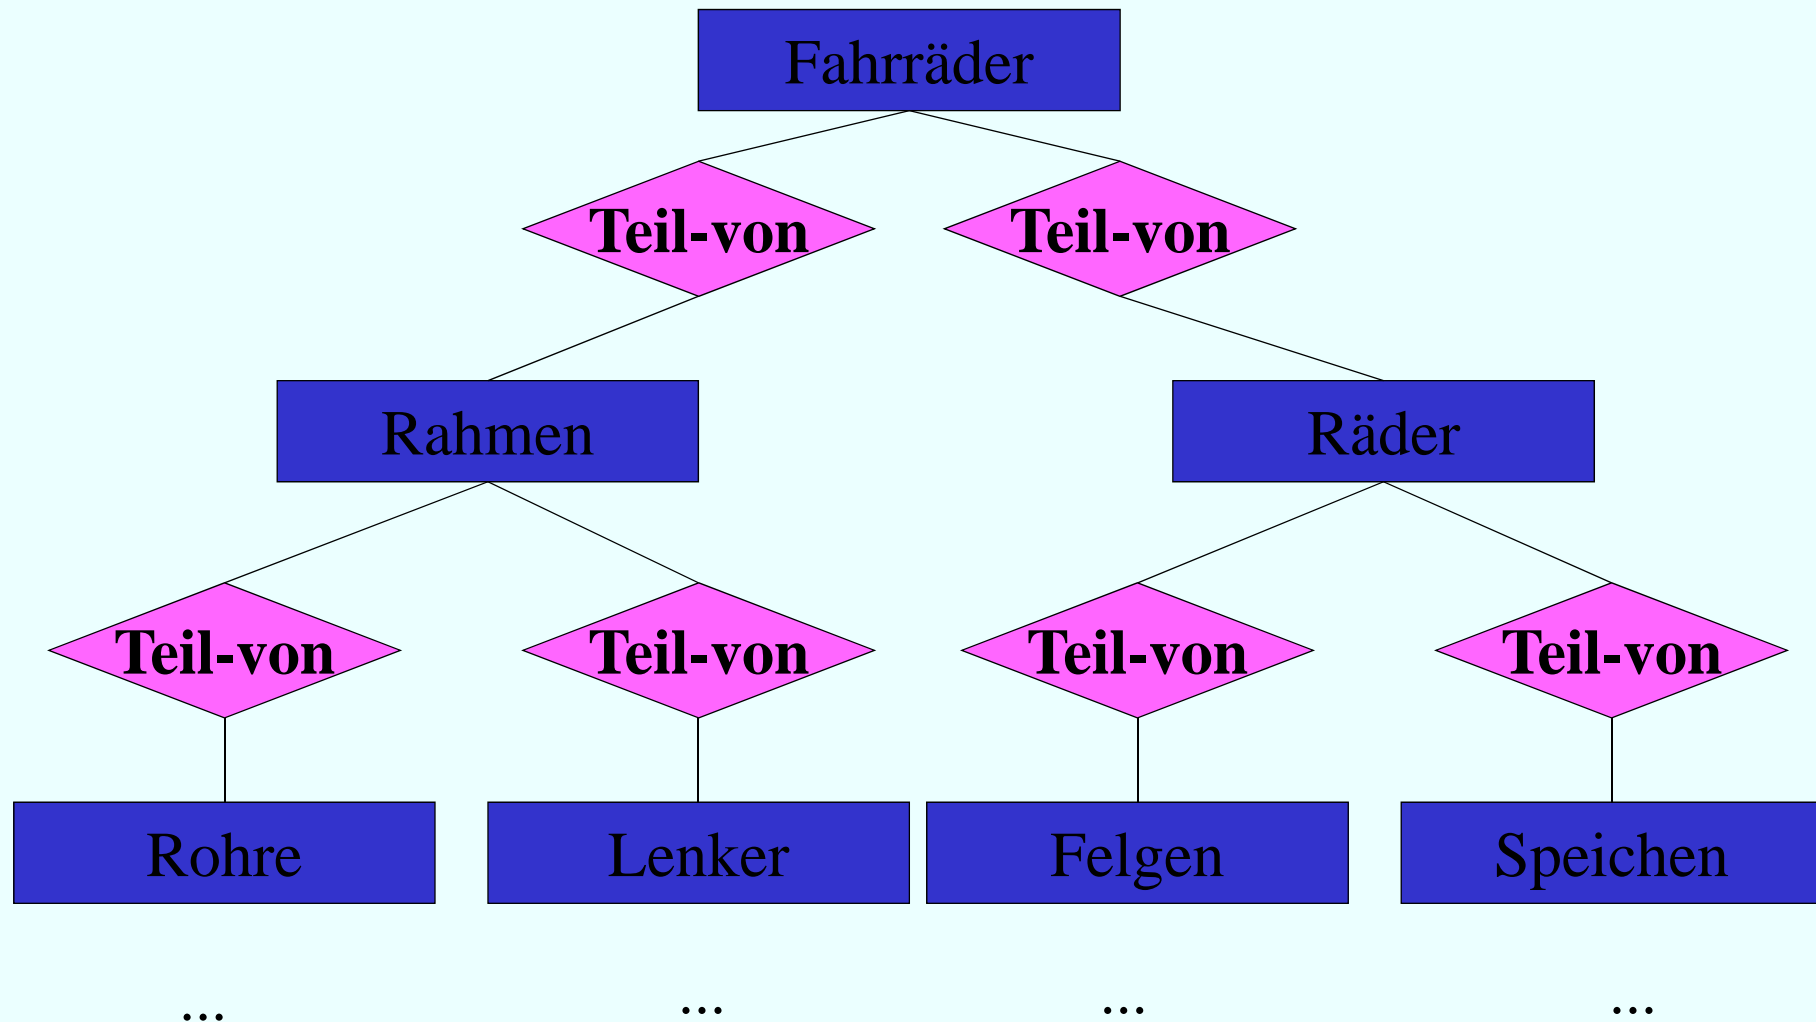 Fahrräder
Teil-von Teil-von
Rahmen Räder
Teil-von Teil-von Teil-von Teil-von
Rohre Lenker Felgen Speichen
... ... ... ...